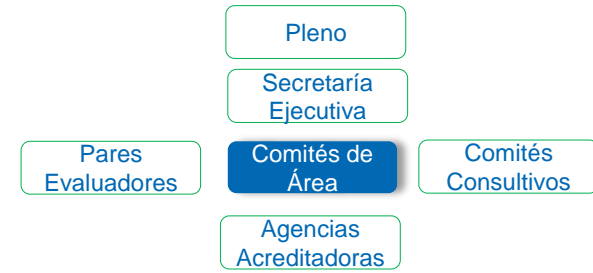 Pleno
Secretaría
Ejecutiva
Pares
Evaluadores
Comités de
Área
Comités
Consultivos
Agencias
Acreditadoras